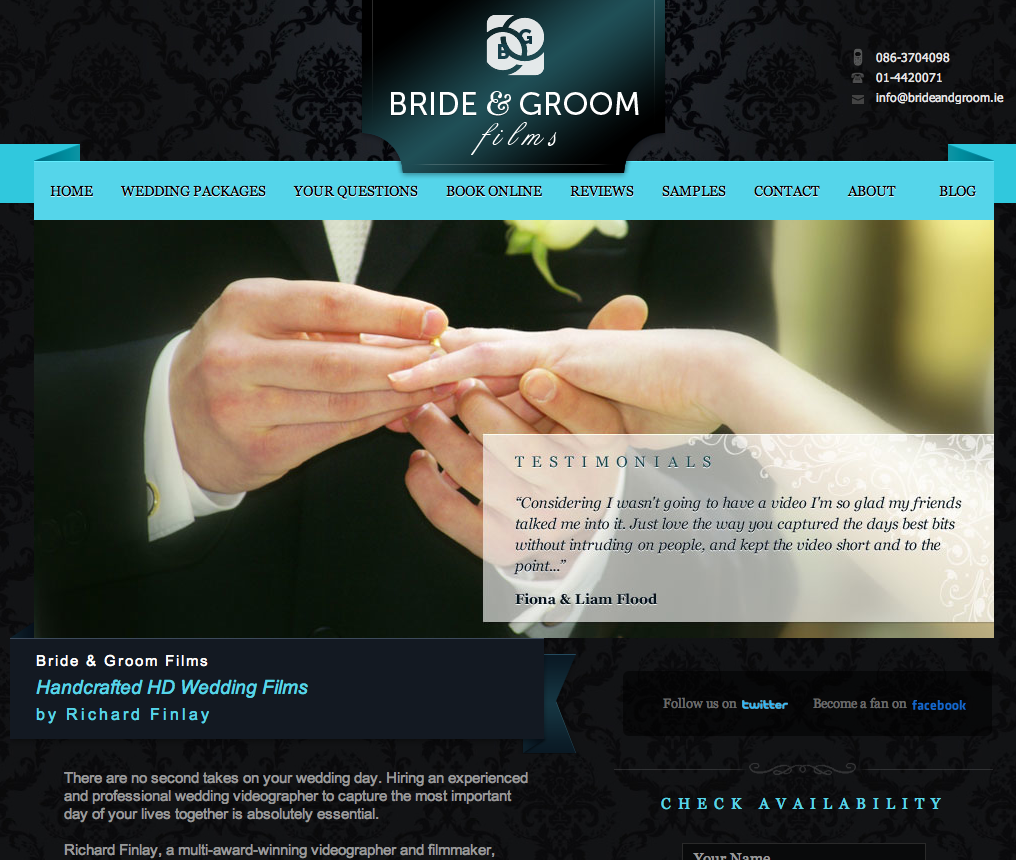 BG
BRIDE & GROOM
films
086-3704098
01-4420071
info@brideandgroom.ie
HOME WEDDING PACKAGES YOUR QUESTIONS BOOK ONLINE REVIEWS SAMPLES CONTACT ABOUT BLOG
TESTIMONIALS
“Considering I wasn't going to have a video I'm so glad my friends
talked me into it. Just love the way you captured the days best bits
without intruding on people, and kept the video short and to the
point...”
Fiona & Liam Flood
Bride & Groom Films
Handcrafted HD Wedding Films
by Richard Finlay
There are no second takes on your wedding day. Hiring an experienced
and professional wedding videographer to capture the most important
day of your lives together is absolutely essential.
Richard Finlay, a multi-award-winning videographer and filmmaker,
Follow us on twitter Become a fan on facebook
CHECK AVAILABILITY
Your Name